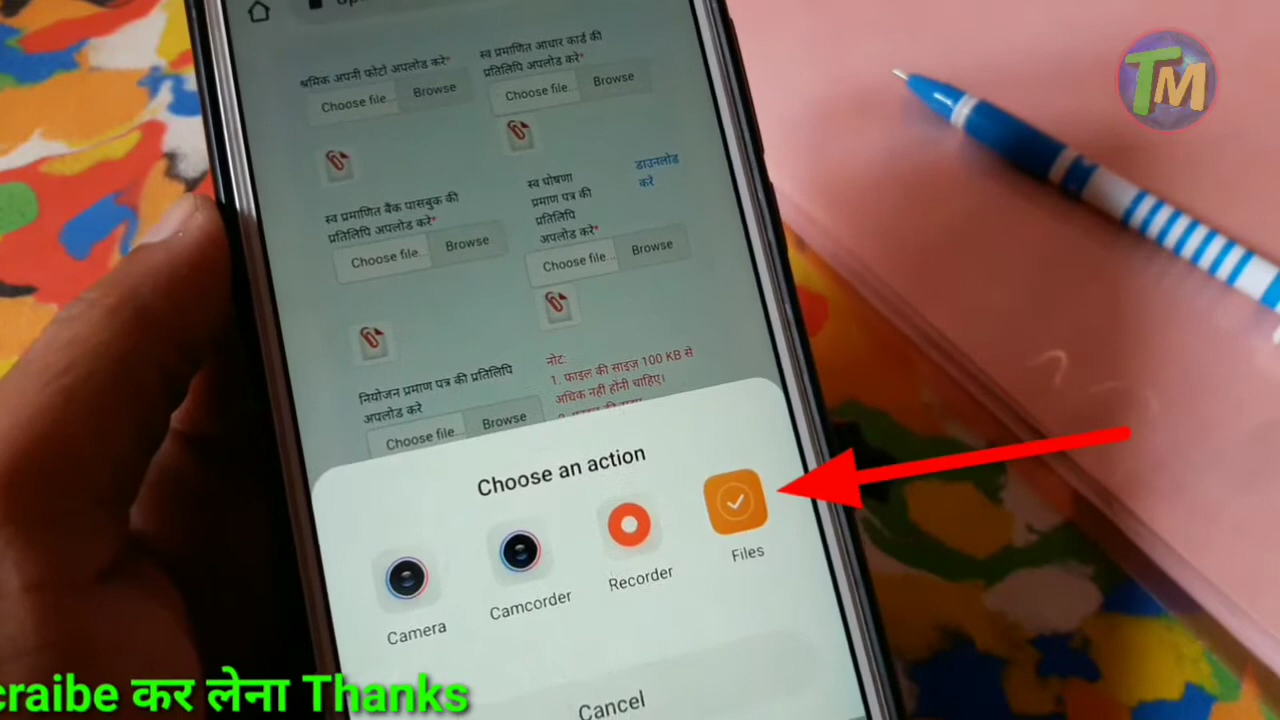 श्रमिक अपनी फोटो अपलोड करे*
Choose file... Browse
स्व प्रमाणित आधार कार्ड की
प्रतिलिपि अपलोड करे*
Choose file... Browse
स्व प्रमाणित बैंक पासबुक की
प्रतिलिपि अपलोड करे*
Choose file... Browse
स्व घोषणा
प्रमाण पत्र की
प्रतिलिपि
अपलोड करे*
डाउनलोड
करें
Choose file... Browse
नियोजन प्रमाण पत्र की प्रतिलिपि
अपलोड करे
Choose file... Browse
नोट:
1. फाइल की साइज़ 100 KB से
अधिक नही होंनी चाहिए।
Choose an action
Camera
Camcorder
Recorder
Files
Cancel
TM
craibe कर लेना Thanks